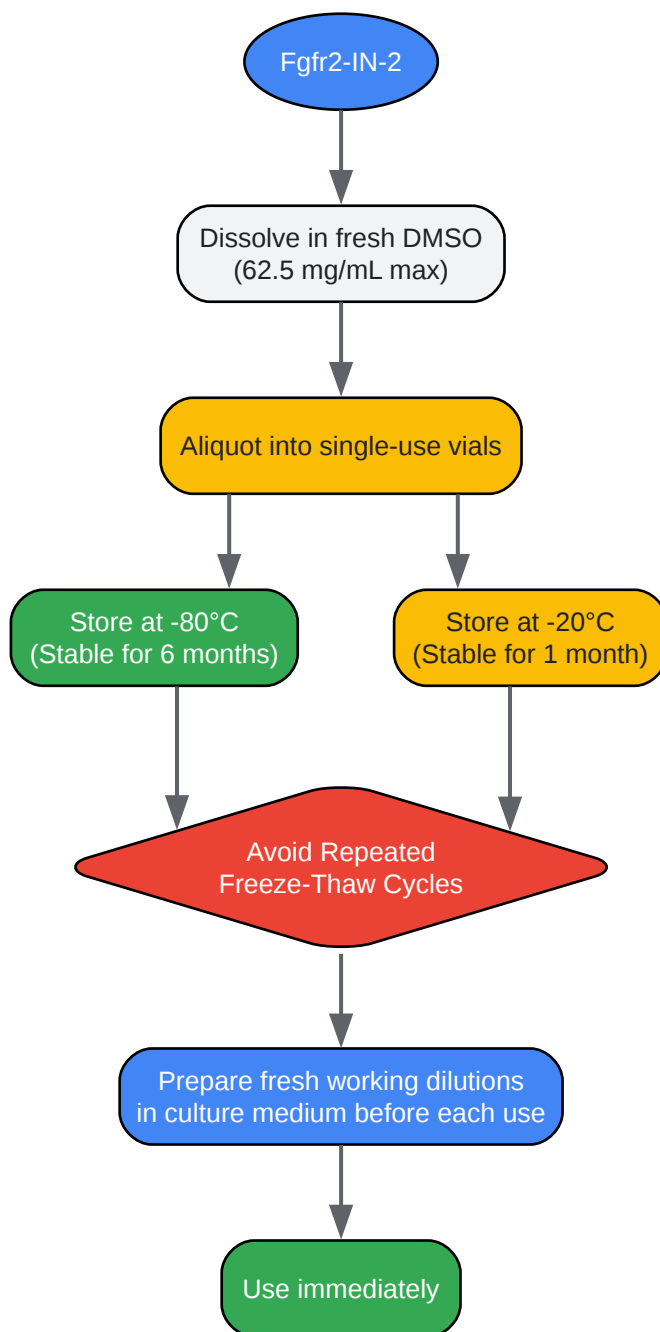 Fgfr2-IN-2
Dissolve in fresh DMSO
(62.5 mg/mL max)
Aliquot into single-use vials
Store at -80°C
(Stable for 6 months)
Store at -20°C
(Stable for 1 month)
Avoid Repeated
Freeze-Thaw Cycles
Prepare fresh working dilutions
in culture medium before each use
Use immediately